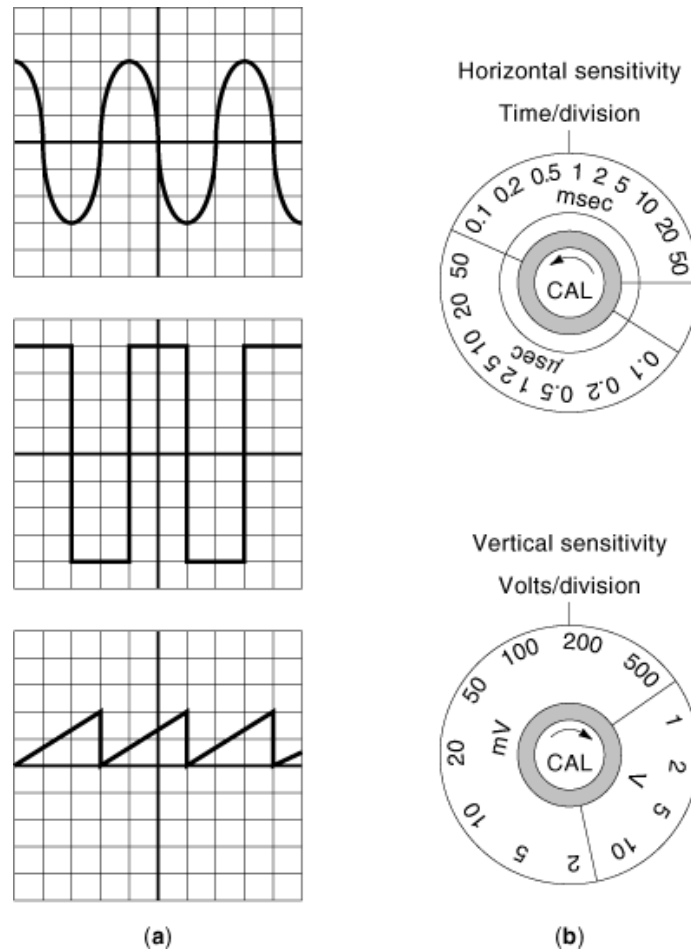 Horizontal sensitivity
Time/division
0.1 0.2 0.5 1 2 5 10 20 50
msec
CAL
50 20 10 5 2 1 0.5 0.2 0.1
µsec
Vertical sensitivity
Volts/division
2 5 10 20 50 100 200 500
mV
CAL
1 2 5 10
V
(a)
(b)